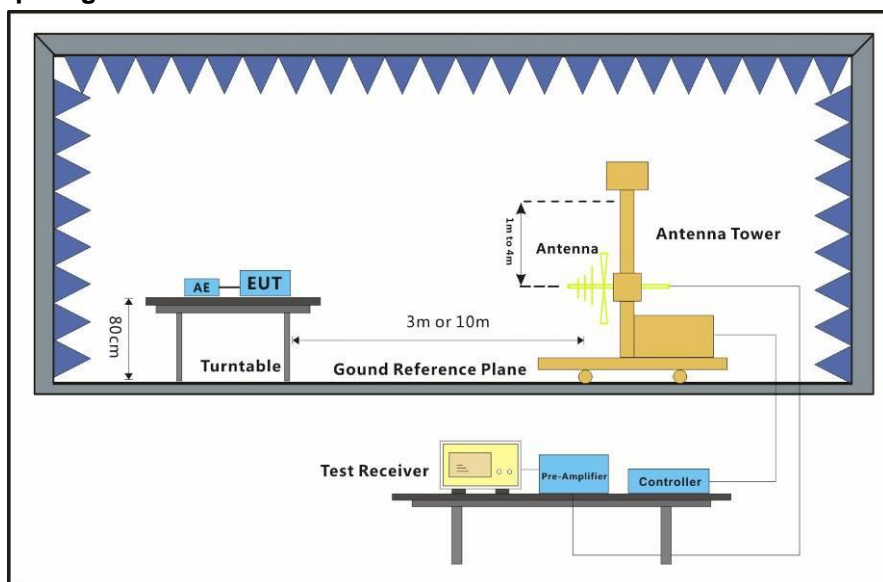 1m to 4m
Antenna
Antenna Tower
AE
EUT
80cm
3m or 10m
Turntable
Gound Reference Plane
Test Receiver
Pre-Amplifier
Controller